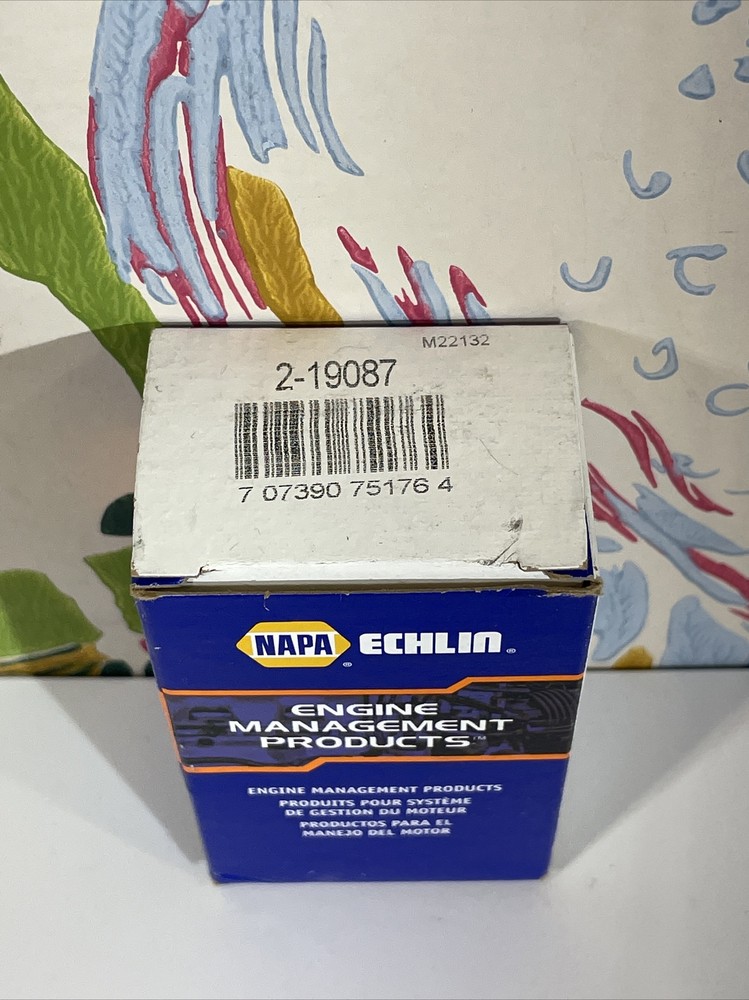 M22132
2-19087
7 07390 75176 4
NAPA® ECHLIN®
ENGINE
MANAGEMENT
PRODUCTS™
ENGINE MANAGEMENT PRODUCTS
PRODUITS POUR SYSTÈME
DE GESTION DU MOTEUR
PRODUCTOS PARA EL
MANEJO DEL MOTOR